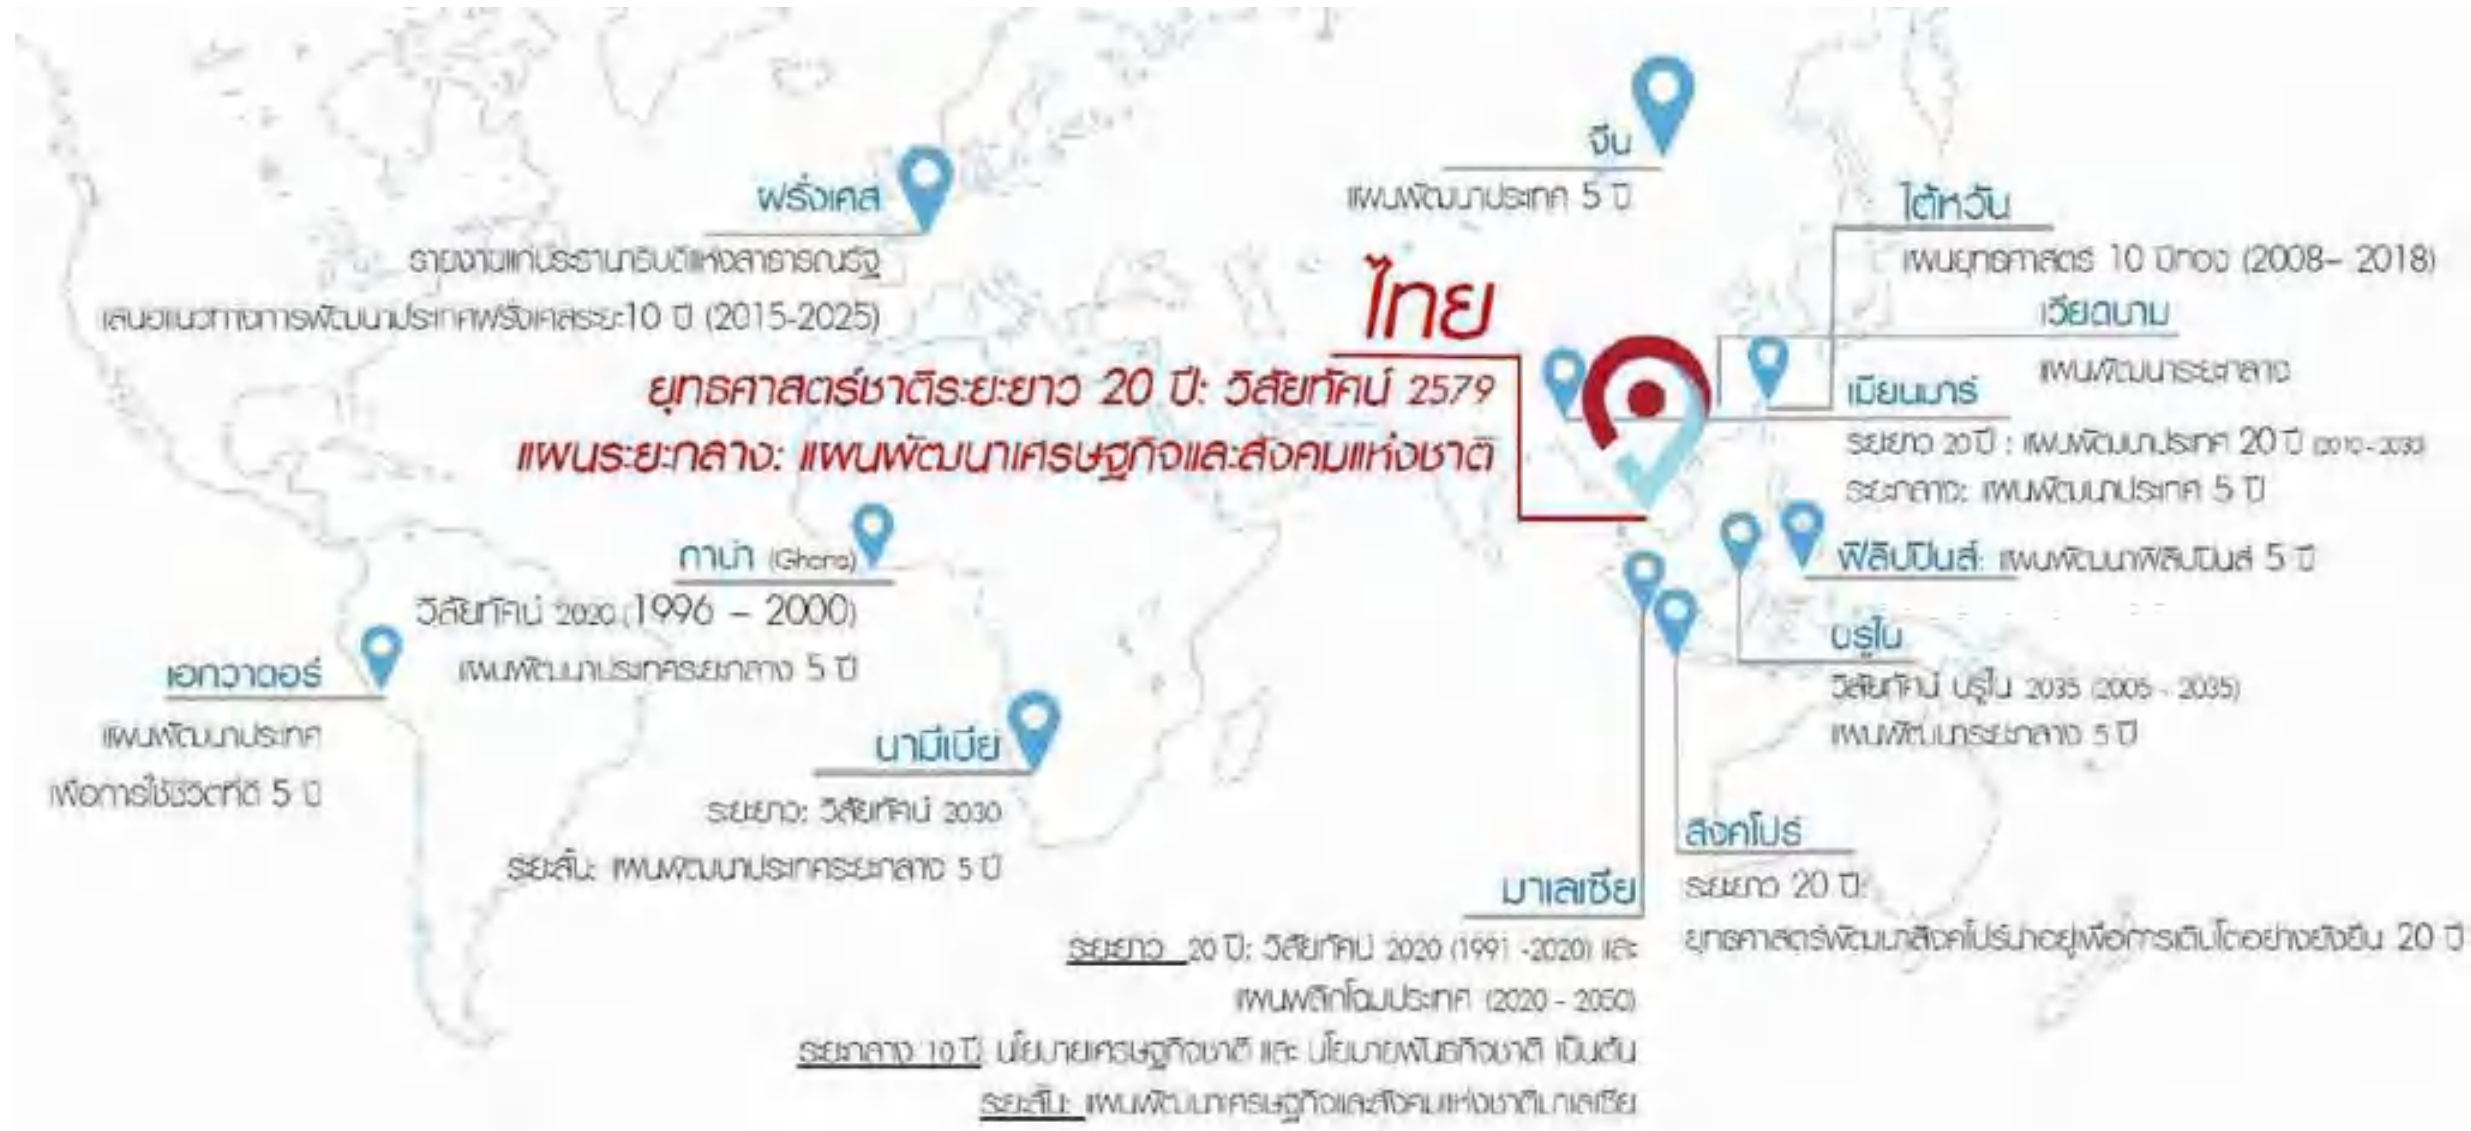 จีน
แผนพัฒนาประเทศ 5 ปี
ฝรั่งเศส
รายงานแก่ประธานาธิบดีแห่งสาธารณรัฐ
เสนอแนวทางการพัฒนาประเทศฝรั่งเศสระยะ10 ปี (2015-2025)
ไต้หวัน
แผนยุทธศาสตร์ 10 ปีทอง (2008– 2018)
เวียดนาม
แผนพัฒนาระยะกลาง
ไทย
ยุทธศาสตร์ชาติระยะยาว 20 ปี: วิสัยทัศน์ 2579
แผนระยะกลาง: แผนพัฒนาเศรษฐกิจและสังคมแห่งชาติ
เมียนมาร์
ระยะยาว 20 ปี : แผนพัฒนาประเทศ 20 ปี (2010-2030)
ระยะกลาง: แผนพัฒนาประเทศ 5 ปี
กาน่า (Ghana)
วิสัยทัศน์ 2020 (1996 – 2000)
แผนพัฒนาประเทศระยะกลาง 5 ปี
ฟิลิปปินส์: แผนพัฒนาฟิลิปปินส์ 5 ปี
บรูไน
วิสัยทัศน์ บรูไน 2035 (2005 - 2035)
แผนพัฒนาระยะกลาง 5 ปี
เอกวาดอร์
แผนพัฒนาประเทศ
เพื่อการใช้ชีวิตที่ดี 5 ปี
นามีเบีย
ระยะยาว: วิสัยทัศน์ 2030
ระยะสั้น: แผนพัฒนาประเทศระยะกลาง 5 ปี
สิงคโปร์
ระยะยาว 20 ปี:
ยุทธศาสตร์พัฒนาสิงคโปร์น่าอยู่เพื่อการเติบโตอย่างยั่งยืน 20 ปี
มาเลเซีย
ระยะยาว 20 ปี: วิสัยทัศน์ 2020 (1991 -2020) และ
แผนพลิกโฉมประเทศ (2020 - 2050)
ระยะกลาง 10 ปี นโยบายเศรษฐกิจชาติ และ นโยบายพันธกิจชาติ เป็นต้น
ระยะสั้น: แผนพัฒนาเศรษฐกิจและสังคมแห่งชาติมาเลเซีย